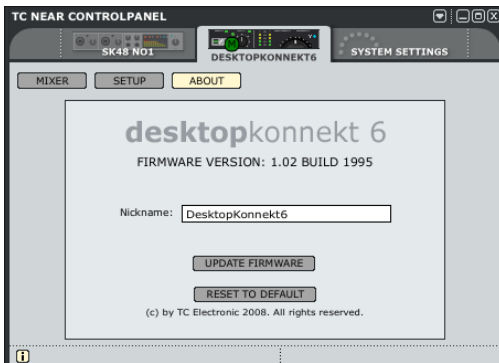 TC NEAR CONTROLPANEL
SK48 NO1
DESKTOPKONNEKT6
SYSTEM SETTINGS
MIXER
SETUP
ABOUT
desktopkonnekt 6
FIRMWARE VERSION: 1.02 BUILD 1995
Nickname:
DesktopKonnekt6
UPDATE FIRMWARE
RESET TO DEFAULT
(c) by TC Electronic 2008. All rights reserved.
M
i